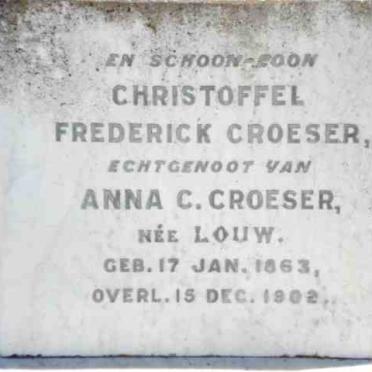 EN SCHOON-ZOON
CHRISTOFFEL
FREDERICK CROESER,
ECHTGENOOT VAN
ANNA C. CROESER,
NÉE LOUW.
GEB. 17 JAN. 1863,
OVERL. 15 DEC. 1902.